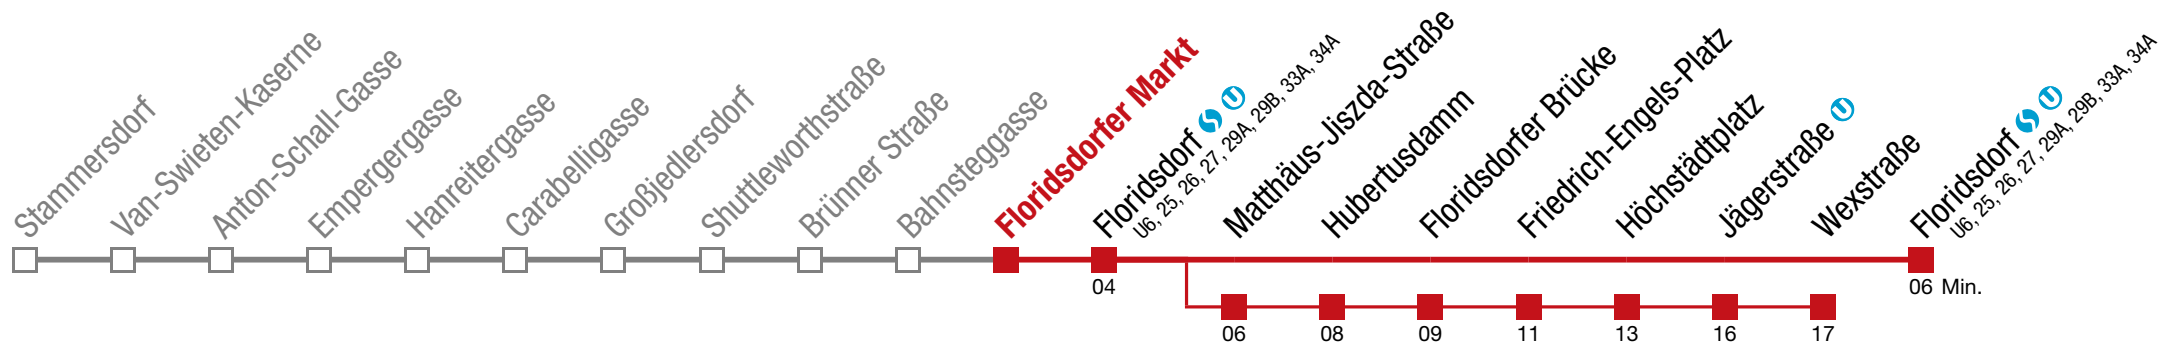 Stammersdorf
Van-Swieten-Kaserne
Anton-Schall-Gasse
Empergergasse
Hanreitergasse
Carabelligasse
Großjedlersdorf
Shuttleworthstraße
Brünner Straße
Bahnsteggasse
Floridsdorfer Markt
Floridsdorf S U
U6, 25, 26, 27, 29A, 29B, 33A, 34A
Matthäus-Jiszda-Straße
Hubertusdamm
Floridsdorfer Brücke
Friedrich-Engels-Platz
Höchstädtplatz
Jägerstraße U
Wexstraße
Floridsdorf S U
U6, 25, 26, 27, 29A, 29B, 33A, 34A
04
06 Min.
06
08
09
11
13
16
17